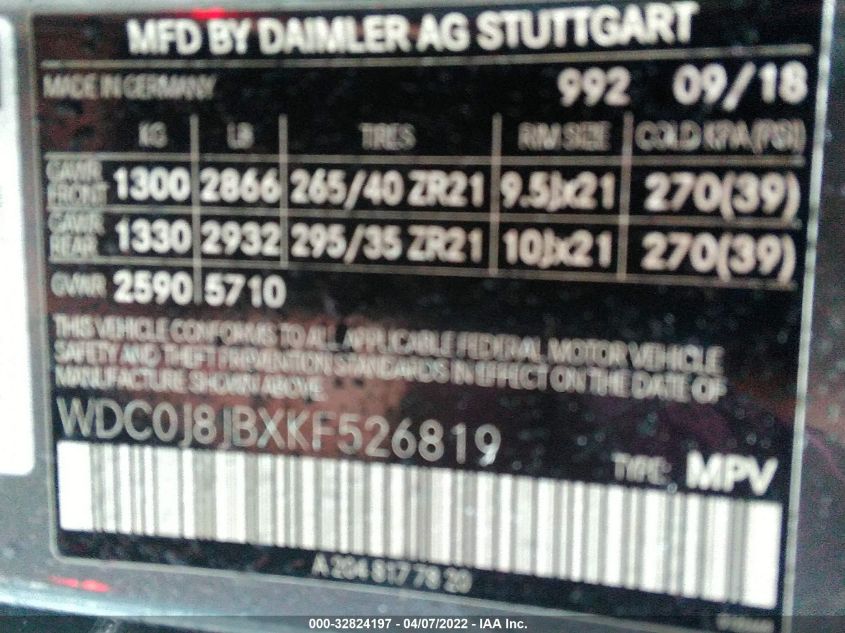 MFD BY DAIMLER AG STUTTGART
MADE IN GERMANY 992 09/18
KG LB TIRES RIM SIZE COLD KPA (PSI)
GAWR FRONT 1300 2866 265/40 ZR21 9.5Jx21 270(39)
GAWR REAR 1330 2932 295/35 ZR21 10Jx21 270(39)
GVWR 2590 5710
THIS VEHICLE CONFORMS TO ALL APPLICABLE FEDERAL MOTOR VEHICLE
SAFETY AND THEFT PREVENTION STANDARDS IN EFFECT ON THE DATE OF
MANUFACTURE SHOWN ABOVE.
WDC0J8JBXKF526819
TYPE: MPV
A 204 817 78 20
000-32824197 - 04/07/2022 - IAA Inc.